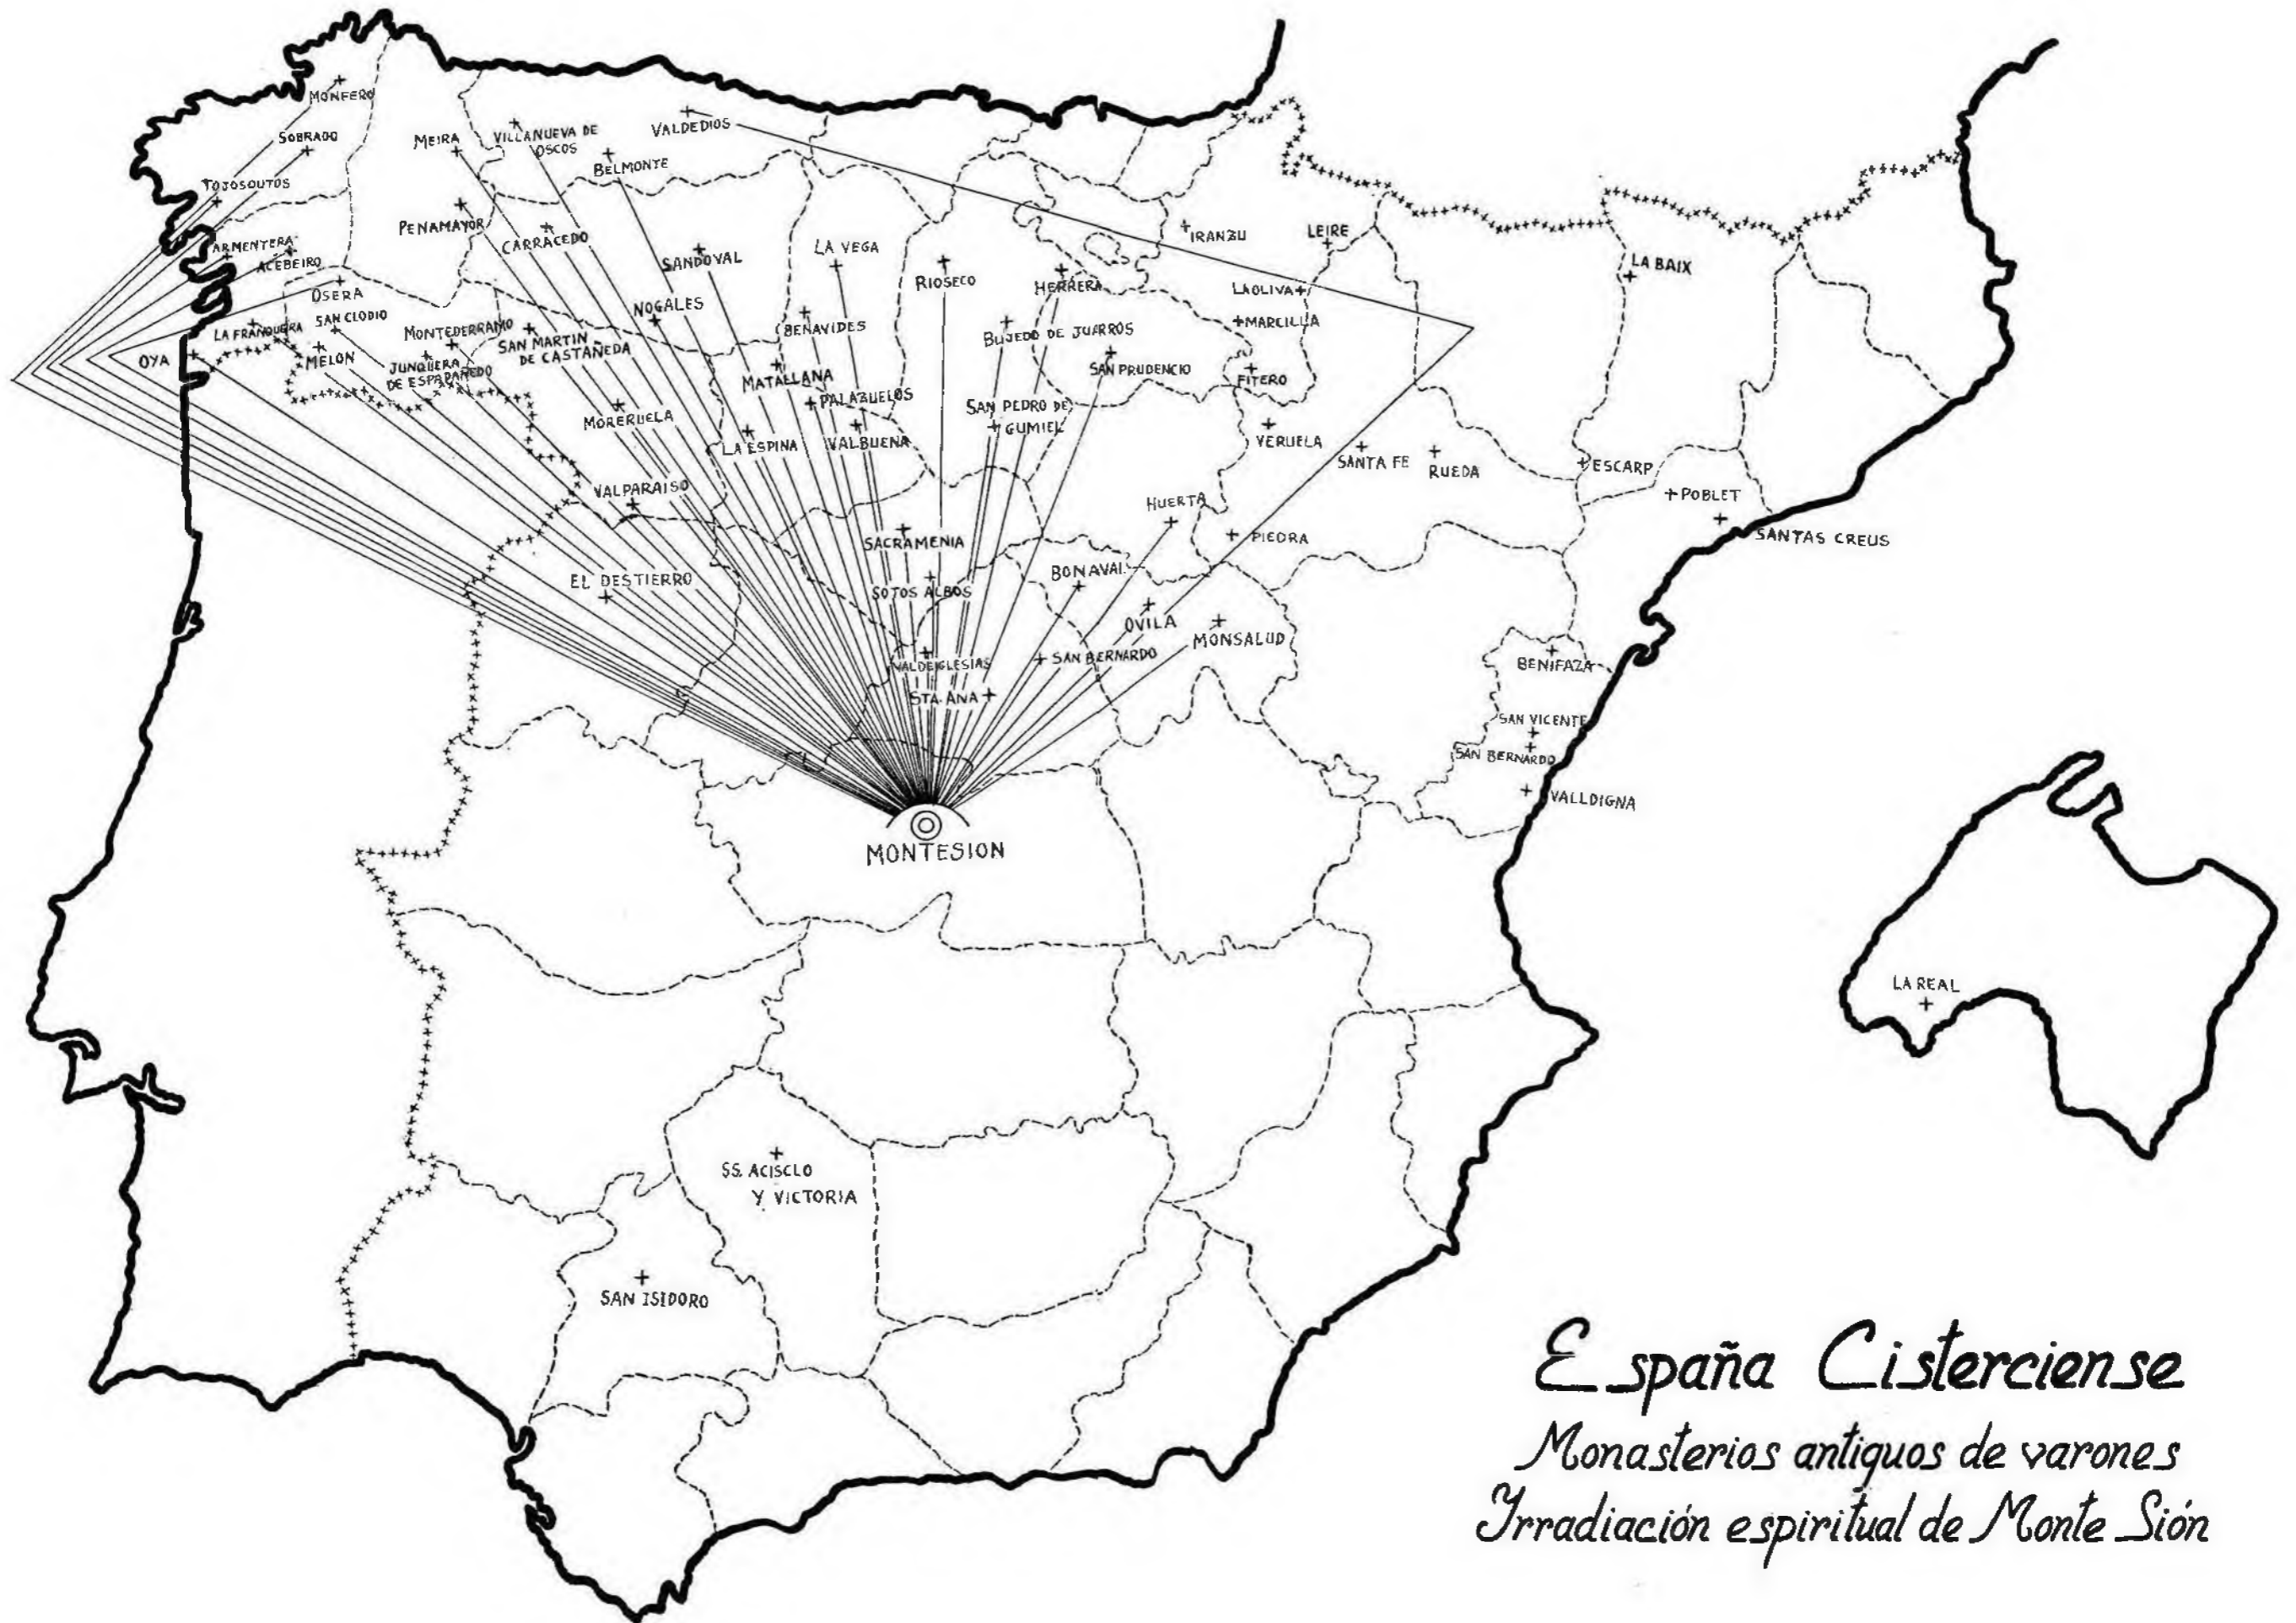 MONFERO
SOBRADO
TOJOSOUTOS
ARMENTERA
ACEBEIRO
OSERA
SAN CLODIO
LA FRANQUERA
OYA
MELON
MEIRA
VILLANUEVA DE
OSCOS
BELMONTE
VALDEDIOS
PENAMAYOR
CARRACEDO
SANDOVAL
LA VEGA
RIOSECO
HERRERA
IRANZU
LEIRE
LA BAIX
LA OLIVA
MARCILLA
NOGALES
BENAVIDES
BUJEDO DE JUARROS
MONTEDERRAMO
JUNQUERA
DE ESPADAÑEDO
SAN MARTIN
DE CASTAÑEDA
MATALLANA
SAN PRUDENCIO
FITERO
MORERUELA
PALAZUELOS
SAN PEDRO DE
GUMIEL
LA ESPINA
VALBUENA
VERUELA
SANTA FE
RUEDA
ESCARP
POBLET
SANTAS CREUS
VALPARAISO
HUERTA
PIEDRA
SACRAMENIA
EL DESTIERRO
SOTOS ALBOS
BONAVAL
OVILA
MONSALUD
VALDEIGLESIAS
SAN BERNARDO
STA. ANA
BENIFAZA
SAN VICENTE
SAN BERNARDO
VALLDIGNA
MONTESION
LA REAL
SS. ACISCLO
Y VICTORIA
SAN ISIDORO
España Cisterciense
Monasterios antiguos de varones
Yrradiación espiritual de Monte Sión